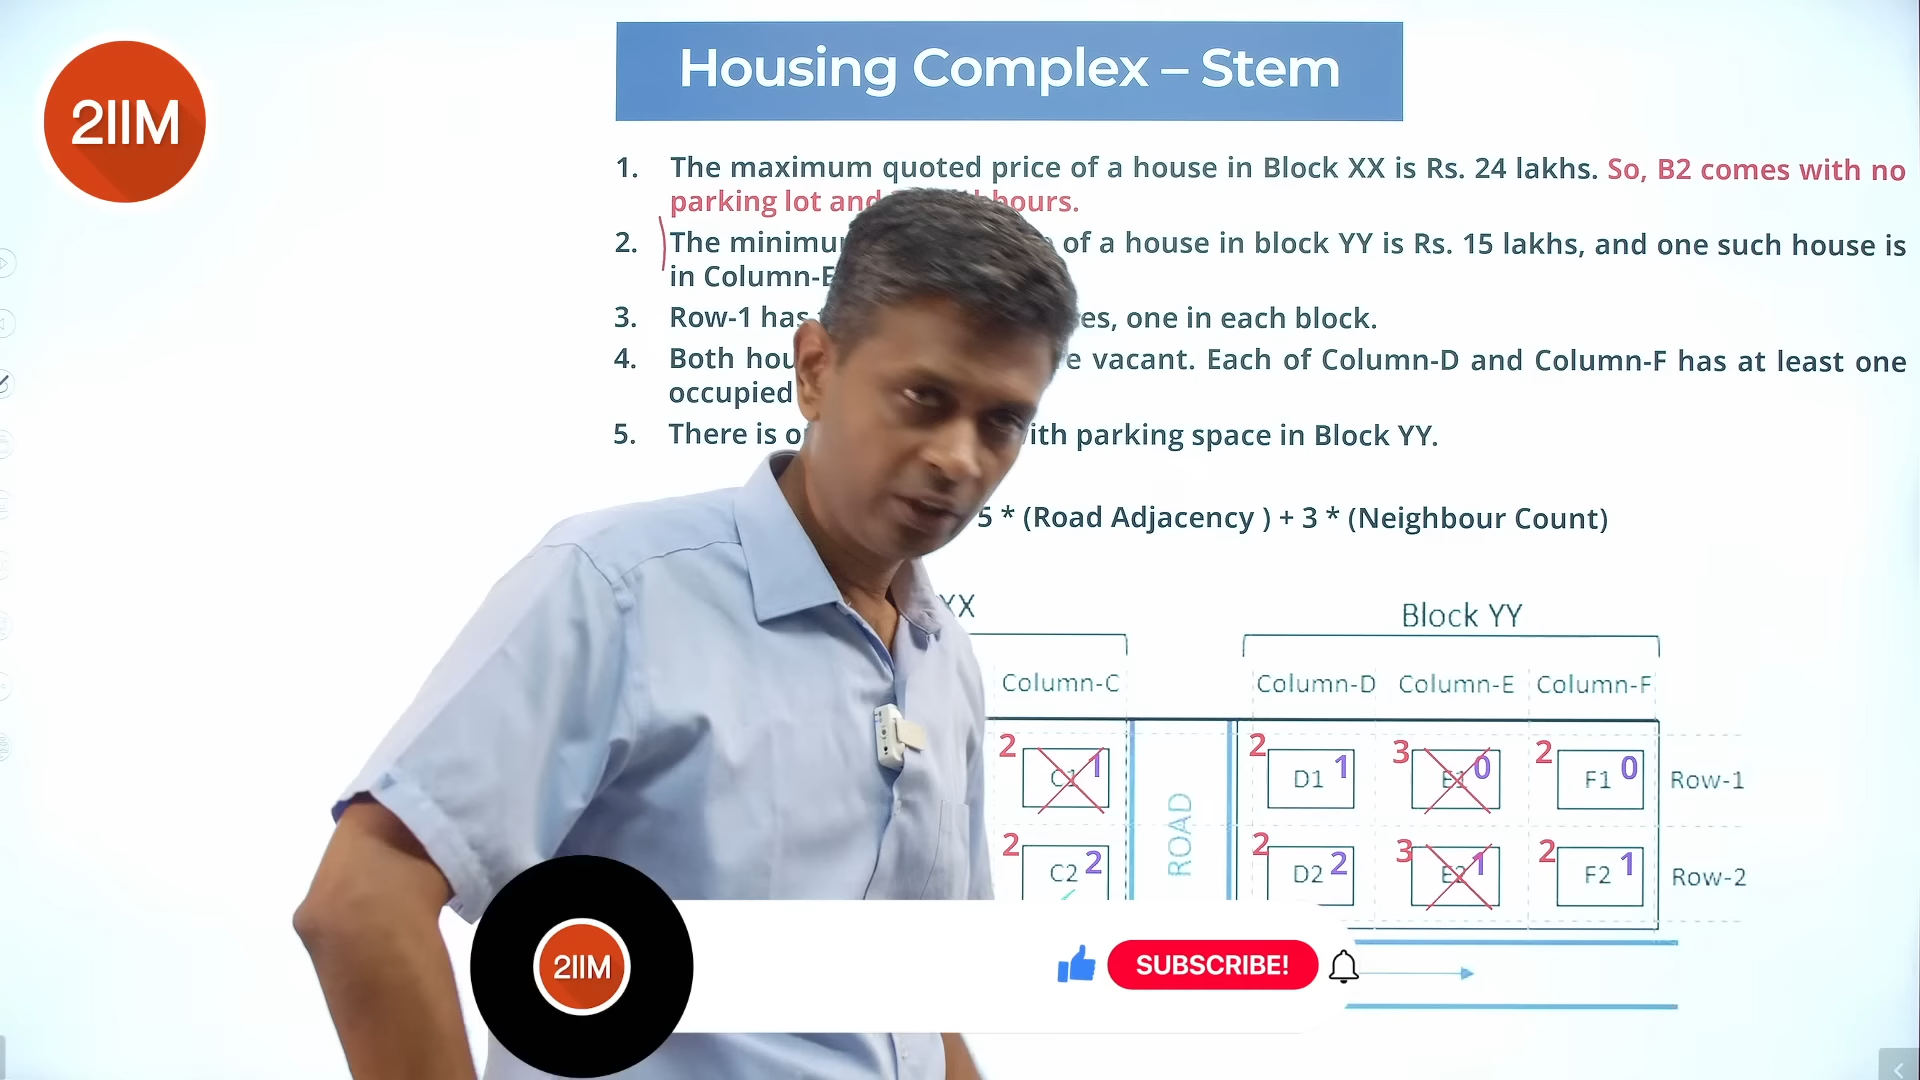 2IIM
Housing Complex – Stem
1. The maximum quoted price of a house in Block XX is Rs. 24 lakhs. So, B2 comes with no
parking lot and
2. The of a house in block YY is Rs. 15 lakhs, and one such house is
in Column-E
3. Row-1 has one in each block.
4. Both vacant. Each of Column-D and Column-F has at least one
occupied
5. There is parking space in Block YY.
5 * (Road Adjacency ) + 3 * (Neighbour Count)
XX
Block YY
Column-C Column-D Column-E Column-F
2 C1 1 2 D1 1 3 E1 0 2 F1 0 Row-1
ROAD
2 C2 2 2 D2 2 3 E2 1 2 F2 1 Row-2
2IIM
SUBSCRIBE!